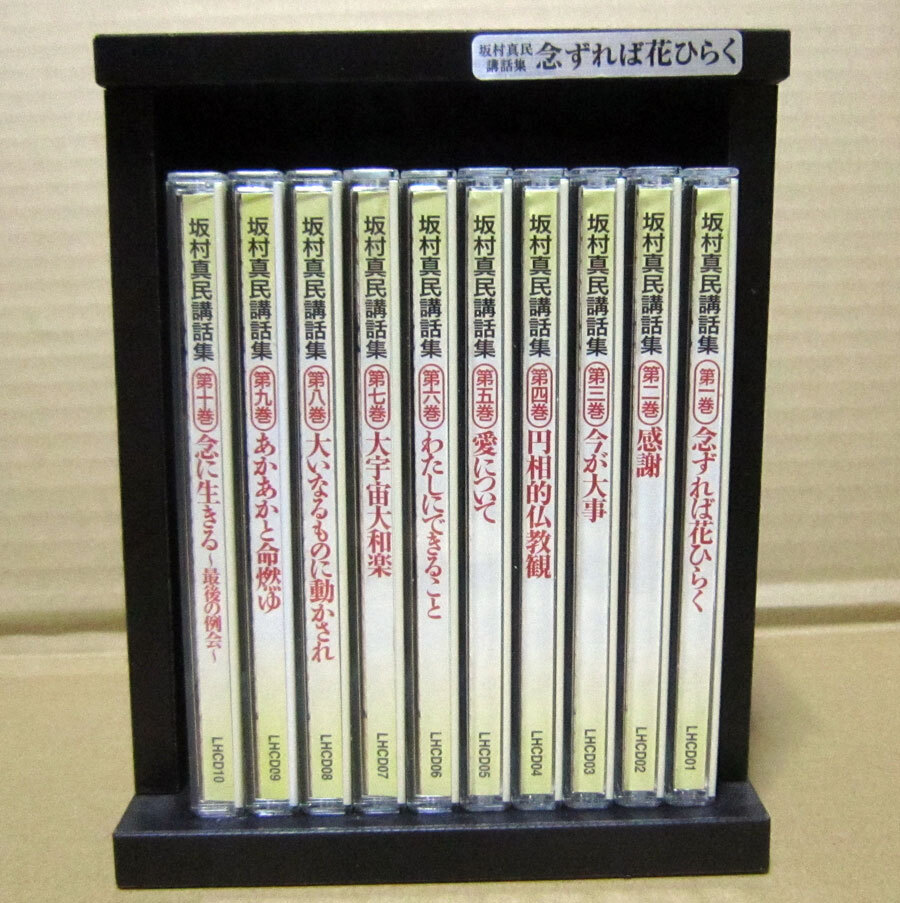 坂村真民
講話集
念ずれば花ひらく
坂村真民講話集 第一巻 念ずれば花ひらく LHCD01
坂村真民講話集 第二巻 感謝 LHCD02
坂村真民講話集 第三巻 今が大事 LHCD03
坂村真民講話集 第四巻 円相的仏教観 LHCD04
坂村真民講話集 第五巻 愛について LHCD05
坂村真民講話集 第六巻 わたしにできること LHCD06
坂村真民講話集 第七巻 大宇宙大和楽 LHCD07
坂村真民講話集 第八巻 大いなるものに動かされ LHCD08
坂村真民講話集 第九巻 あかあかと命燃ゆ LHCD09
坂村真民講話集 第十巻 念に生きる ~最後の例会~ LHCD10